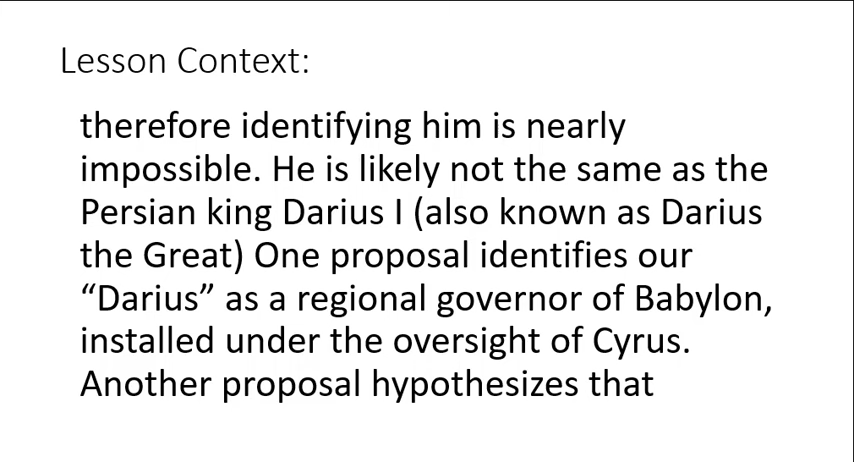 Lesson Context:
therefore identifying him is nearly
impossible. He is likely not the same as the
Persian king Darius I (also known as Darius
the Great) One proposal identifies our
“Darius” as a regional governor of Babylon,
installed under the oversight of Cyrus.
Another proposal hypothesizes that